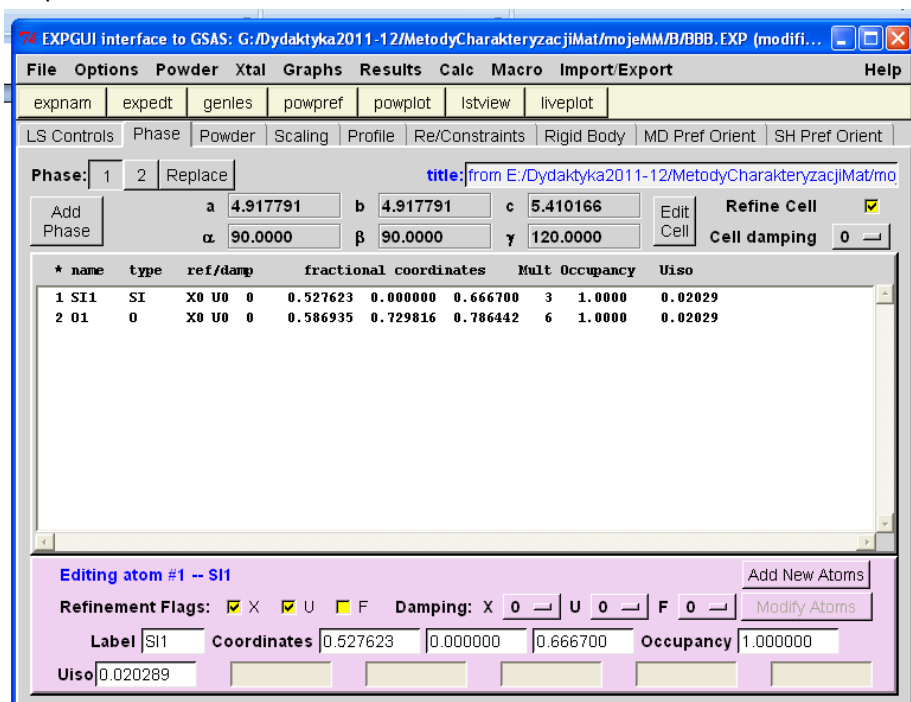 EXPGUI interface to GSAS: G:/Dydaktyka2011-12/MetodyCharakteryzacjiMat/mojeMM/B/BBB.EXP (modifi...
File Options Powder Xtal Graphs Results Calc Macro Import/Export Help
expnam expedt genles powpref powplot lstview liveplot
LS Controls Phase Powder Scaling Profile Re/Constraints Rigid Body MD Pref Orient SH Pref Orient
Phase: 1 2 Replace title: from E:/Dydaktyka2011-12/MetodyCharakteryzacjiMat/moj
Add Phase a 4.917791 b 4.917791 c 5.410166 Edit Cell Refine Cell
α 90.0000 β 90.0000 γ 120.0000 Cell damping 0
* name type ref/damp fractional coordinates Mult Occupancy Uiso
1 SI1 SI X0 U0 0 0.527623 0.000000 0.666700 3 1.0000 0.02029
2 O1 O X0 U0 0 0.586935 0.729816 0.786442 6 1.0000 0.02029
Editing atom #1 -- SI1 Add New Atoms
Refinement Flags: X U F Damping: X 0 U 0 F 0 Modify Atoms
Label SI1 Coordinates 0.527623 0.000000 0.666700 Occupancy 1.000000
Uiso 0.020289